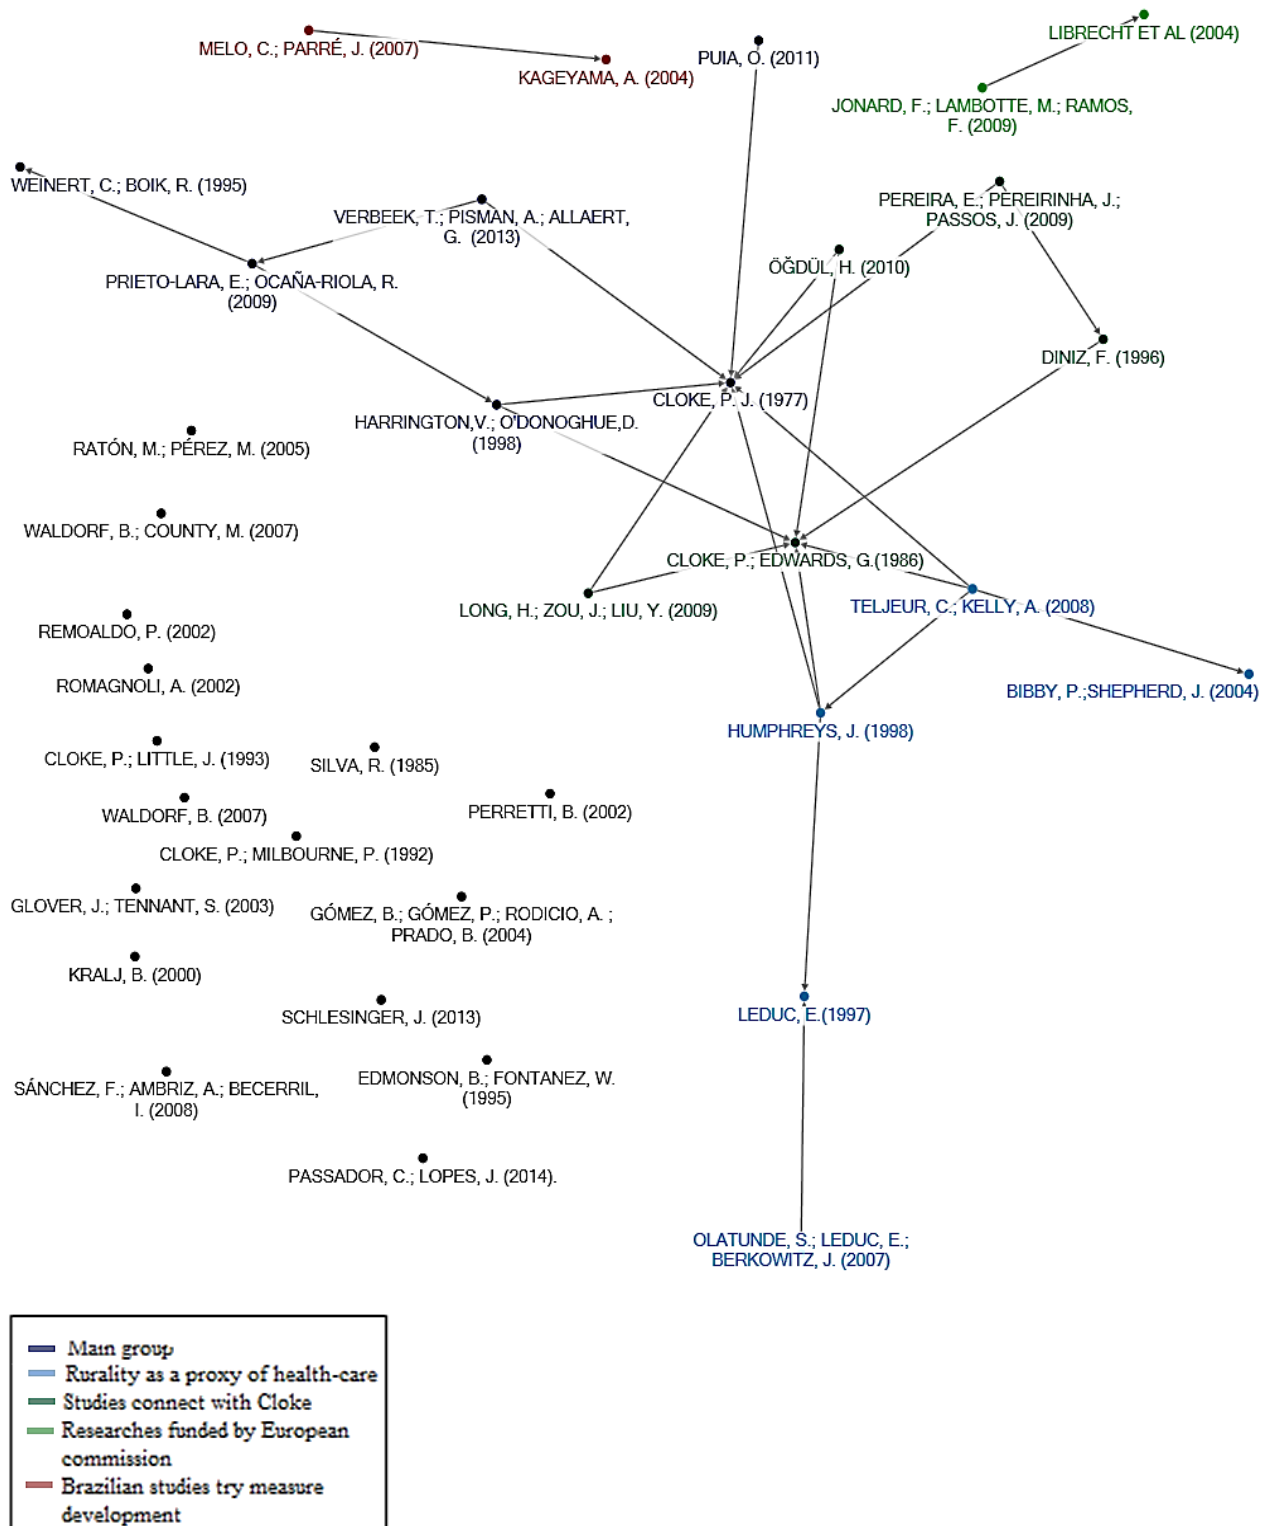 MELO, C.; PARRÉ, J. (2007)
KAGEYAMA, A. (2004)
PUIA, O. (2011)
LIBRECHT ET AL (2004)
JONARD, F.; LAMBOTTE, M.; RAMOS,
F. (2009)
WEINERT, C.; BOIK, R. (1995)
VERBEEK, T.; PISMAN, A.; ALLAERT,
G. (2013)
PEREIRA, E.; PEREIRINHA, J.;
PASSOS, J. (2009)
PRIETO-LARA, E.; OCAÑA-RIOLA, R.
(2009)
ÖĞDÜL, H. (2010)
DINIZ, F. (1996)
CLOKE, P. J. (1977)
HARRINGTON,V.; O'DONOGHUE,D.
(1998)
RATÓN, M.; PÉREZ, M. (2005)
WALDORF, B.; COUNTY, M. (2007)
CLOKE, P.; EDWARDS, G.(1986)
LONG, H.; ZOU, J.; LIU, Y. (2009)
TELJEUR, C.; KELLY, A. (2008)
REMOALDO, P. (2002)
ROMAGNOLI, A. (2002)
BIBBY, P.;SHEPHERD, J. (2004)
HUMPHREYS, J. (1998)
CLOKE, P.; LITTLE, J. (1993)
SILVA, R. (1985)
WALDORF, B. (2007)
PERRETTI, B. (2002)
CLOKE, P.; MILBOURNE, P. (1992)
GLOVER, J.; TENNANT, S. (2003)
GÓMEZ, B.; GÓMEZ, P.; RODICIO, A. ;
PRADO, B. (2004)
KRALJ, B. (2000)
SCHLESINGER, J. (2013)
LEDUC, E.(1997)
SÁNCHEZ, F.; AMBRIZ, A.; BECERRIL,
I. (2008)
EDMONSON, B.; FONTANEZ, W.
(1995)
PASSADOR, C.; LOPES, J. (2014).
OLATUNDE, S.; LEDUC, E.;
BERKOWITZ, J. (2007)
Main group
Rurality as a proxy of health-care
Studies connect with Cloke
Researches funded by European
commission
Brazilian studies try measure
development